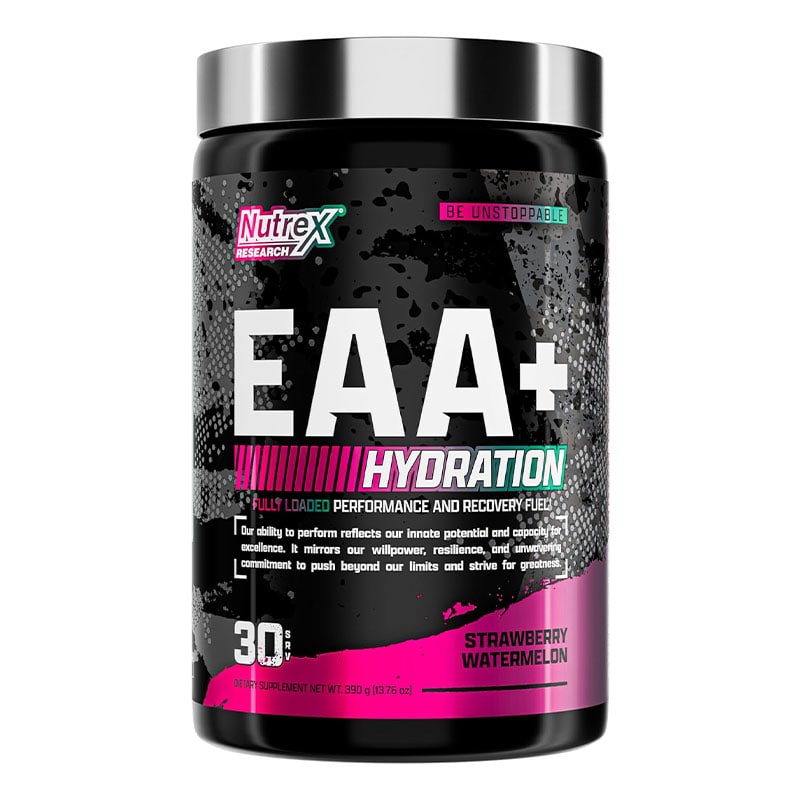 Nutrex®
RESEARCH
BE UNSTOPPABLE
EAA+
HYDRATION
FULLY LOADED PERFORMANCE AND RECOVERY FUEL!
Our ability to perform reflects our innate potential and capacity for
excellence. It mirrors our willpower, resilience, and unwavering
commitment to push beyond our limits and strive for greatness.
30 SRV
STRAWBERRY
WATERMELON
DIETARY SUPPLEMENT NET WT. 390 g (13.76 oz)